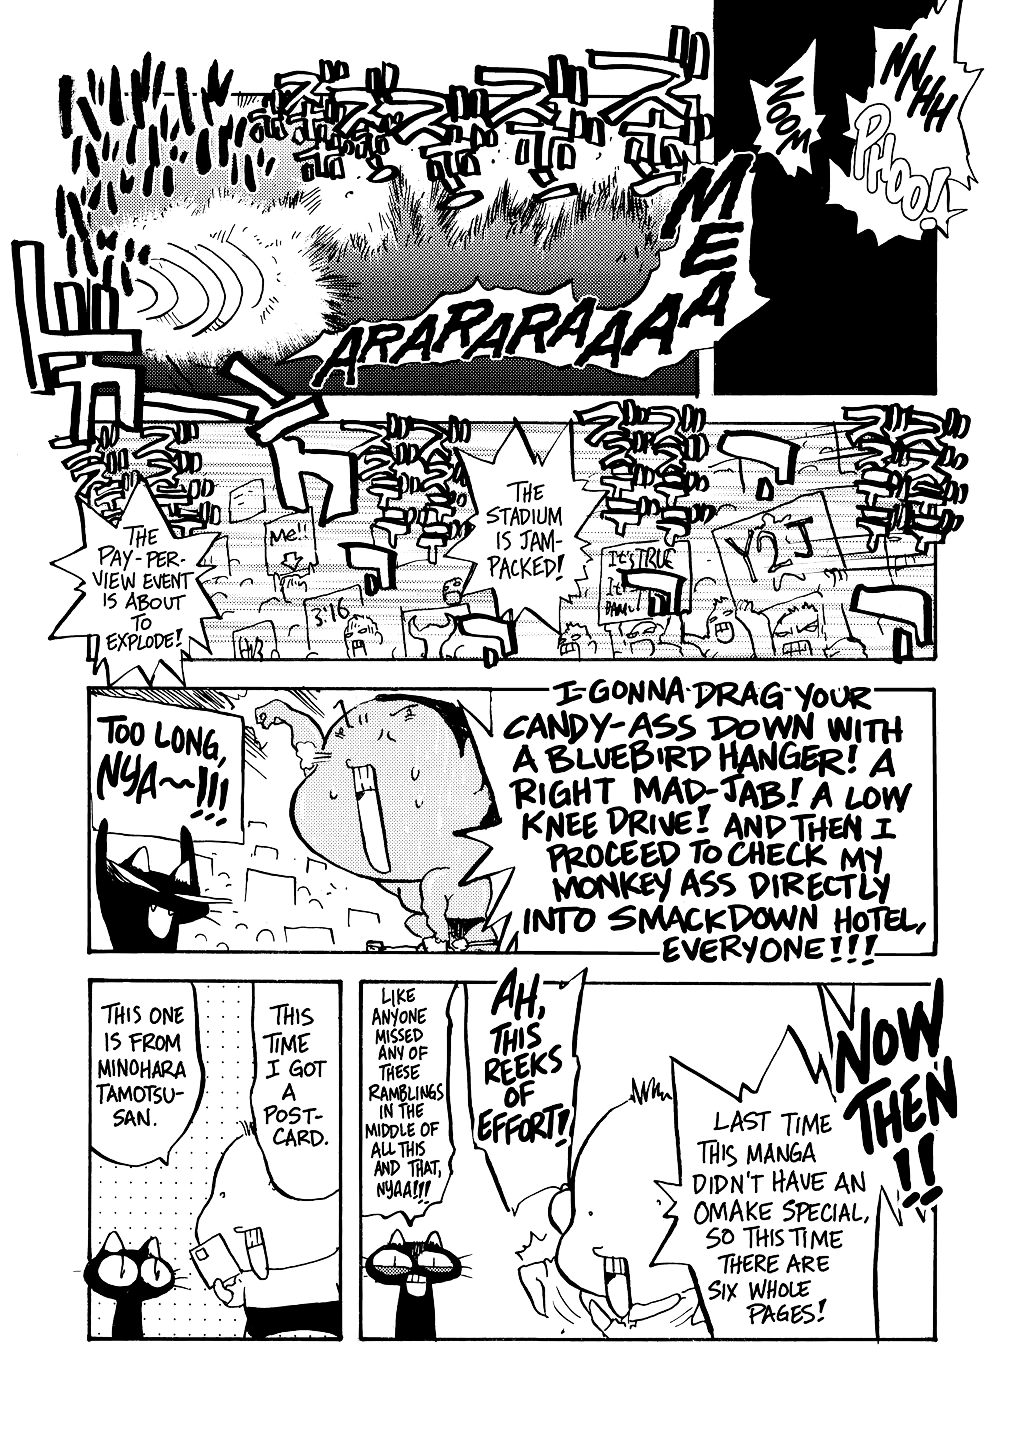 NNHH
PHOO!
NOOM
MEA
ARARARARAAAAA
THE
STADIUM
IS JAM-
PACKED!
Y2J
It's TRUE
It's
DAMN
Me!!
3:16
THE
PAY-PER-
VIEW EVENT
IS ABOUT
TO
EXPLODE!
I GONNA DRAG YOUR
CANDY-ASS DOWN WITH
A BLUEBIRD HANGER! A
RIGHT MAD-JAB! A LOW
KNEE DRIVE! AND THEN I
PROCEED TO CHECK MY
MONKEY ASS DIRECTLY
INTO SMACKDOWN HOTEL,
EVERYONE!!!
TOO LONG,
NYA~!!!
NOW
THEN!!
LAST TIME
THIS MANGA
DIDN'T HAVE AN
OMAKE SPECIAL,
SO THIS TIME
THERE ARE
SIX WHOLE
PAGES!
AH,
THIS
REEKS
OF
EFFORT!
LIKE
ANYONE
MISSED
ANY OF
THESE
RAMBLINGS
IN THE
MIDDLE OF
ALL THIS
AND THAT,
NYAA!!!
THIS
TIME
I GOT
A
POST-
CARD.
THIS ONE
IS FROM
MINOHARA
TAMOTSU-
SAN.